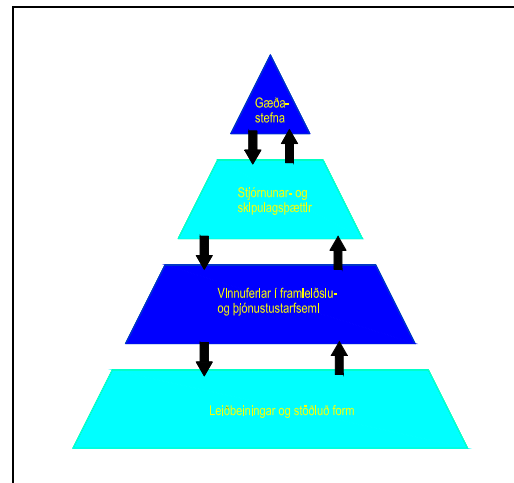 Gæða-
stefna
Stjórnunar- og
skipulagsþættir
Vinnuferlar í framleiðslu-
og þjónustustarfsemi
Leiðbeiningar og stöðluð form